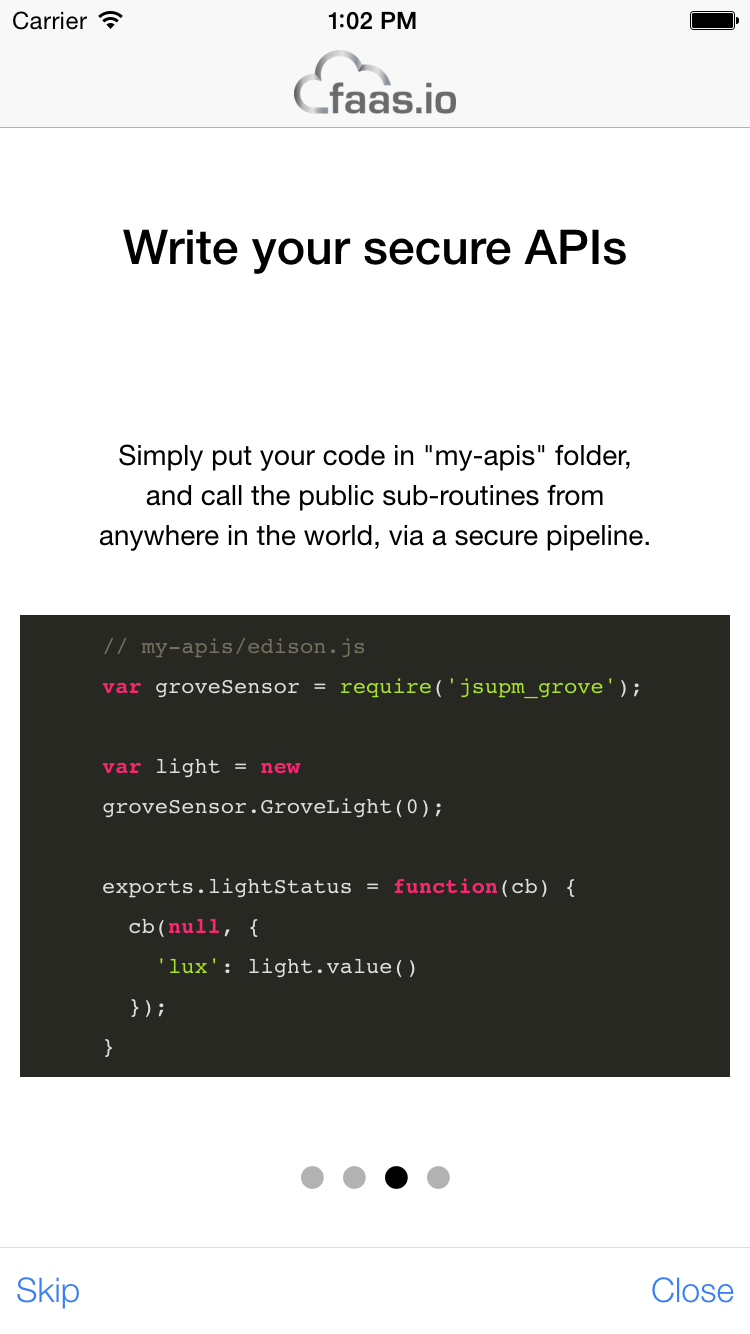 Carrier 1:02 PM
faas.io
Write your secure APIs
Simply put your code in "my-apis" folder,
and call the public sub-routines from
anywhere in the world, via a secure pipeline.
// my-apis/edison.js
var groveSensor = require('jsupm_grove');
var light = new
groveSensor.GroveLight(0);
exports.lightStatus = function(cb) {
  cb(null, {
    'lux': light.value()
  });
}
Skip Close